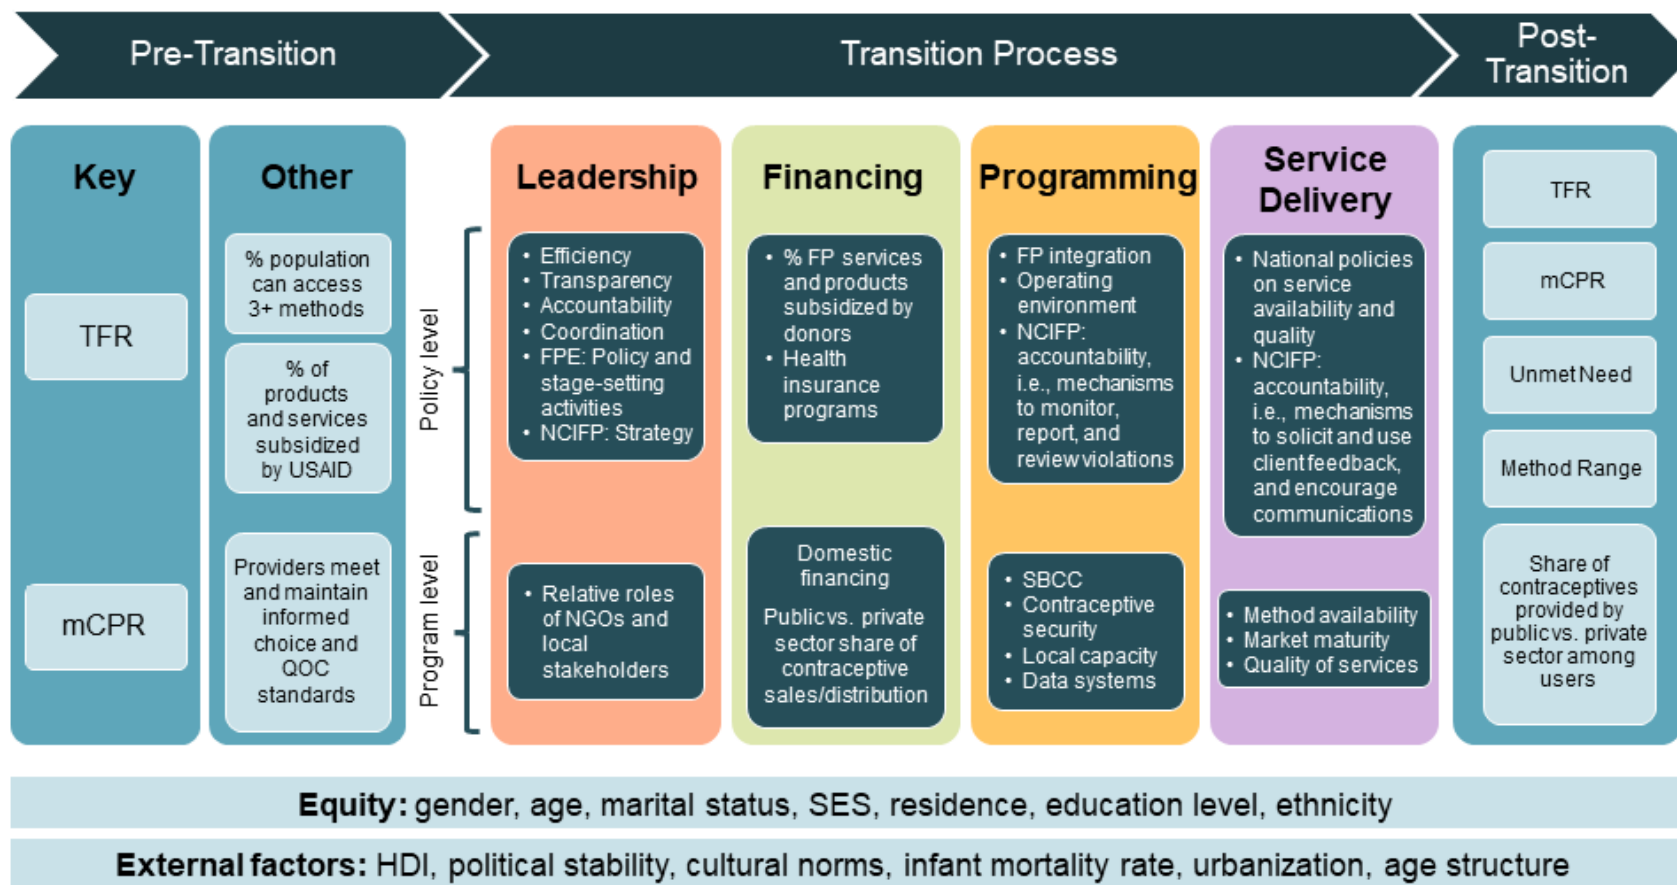 Pre-Transition
Transition Process
Post-
Transition
Key
TFR
mCPR
Other
% population
can access
3+ methods
% of
products
and services
subsidized
by USAID
Providers meet
and maintain
informed
choice and
QOC
standards
Policy level
Program level
Leadership
• Efficiency
• Transparency
• Accountability
• Coordination
• FPE: Policy and
stage-setting
activities
• NCIFP: Strategy
• Relative roles
of NGOs and
local
stakeholders
Financing
• % FP services
and products
subsidized by
donors
• Health
insurance
programs
Domestic
financing
Public vs. private
sector share of
contraceptive
sales/distribution
Programming
• FP integration
• Operating
environment
• NCIFP:
accountability,
i.e., mechanisms
to monitor,
report, and
review violations
• SBCC
• Contraceptive
security
• Local capacity
• Data systems
Service
Delivery
• National policies
on service
availability and
quality
• NCIFP:
accountability,
i.e., mechanisms
to solicit and use
client feedback,
and encourage
communications
• Method availability
• Market maturity
• Quality of services
TFR
mCPR
Unmet Need
Method Range
Share of
contraceptives
provided by
public vs. private
sector among
users
Equity: gender, age, marital status, SES, residence, education level, ethnicity
External factors: HDI, political stability, cultural norms, infant mortality rate, urbanization, age structure